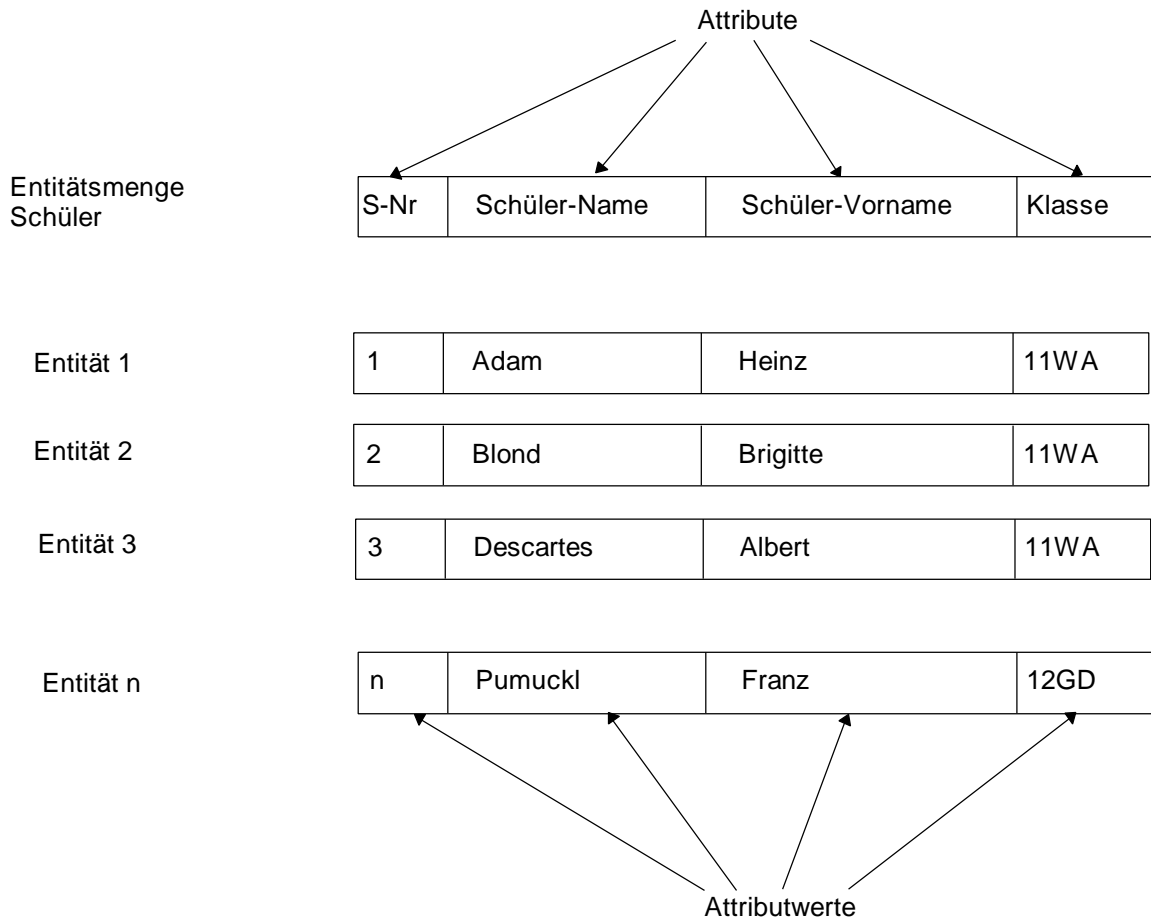 Attribute
Entitätsmenge
Schüler
S-Nr Schüler-Name Schüler-Vorname Klasse
Entität 1 1 Adam Heinz 11WA
Entität 2 2 Blond Brigitte 11WA
Entität 3 3 Descartes Albert 11WA
Entität n n Pumuckl Franz 12GD
Attributwerte